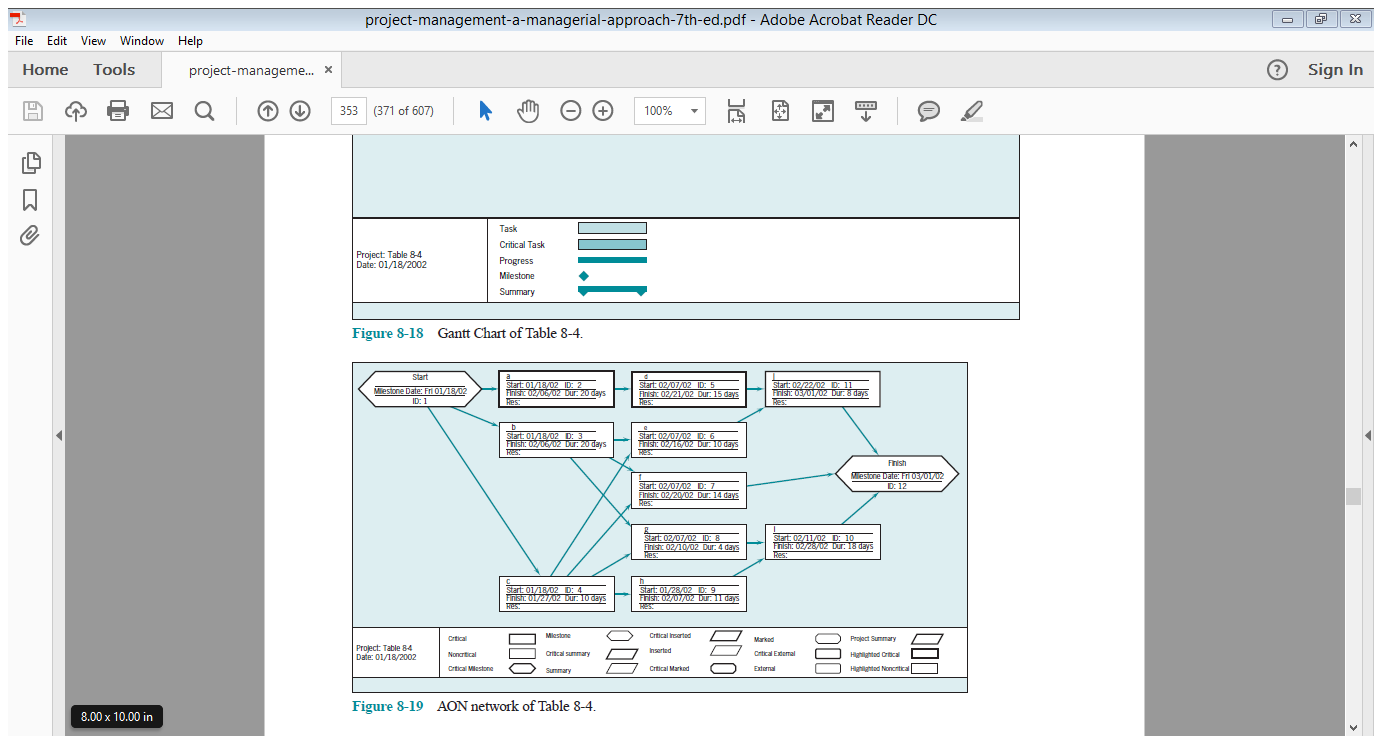 project-management-a-managerial-approach-7th-ed.pdf - Adobe Acrobat Reader DC
File Edit View Window Help
Home Tools project-manageme... × ? Sign In
353 (371 of 607) 100%
Task
Critical Task
Progress
Milestone
Summary
Project: Table 8-4
Date: 01/18/2002
Figure 8-18 Gantt Chart of Table 8-4.
Start
Milestone Date: Fri 01/18/02
ID: 1
a
Start: 01/18/02 ID: 2
Finish: 02/06/02 Dur: 20 days
Res:
d
Start: 02/07/02 ID: 5
Finish: 02/21/02 Dur: 15 days
Res:
j
Start: 02/22/02 ID: 11
Finish: 03/01/02 Dur: 8 days
Res:
b
Start: 01/18/02 ID: 3
Finish: 02/06/02 Dur: 20 days
Res:
e
Start: 02/07/02 ID: 6
Finish: 02/16/02 Dur: 10 days
Res:
f
Start: 02/07/02 ID: 7
Finish: 02/20/02 Dur: 14 days
Res:
Finish
Milestone Date: Fri 03/01/02
ID: 12
g
Start: 02/07/02 ID: 8
Finish: 02/10/02 Dur: 4 days
Res:
Start: 02/11/02 ID: 10
Finish: 02/28/02 Dur: 18 days
Res:
c
Start: 01/18/02 ID: 4
Finish: 01/27/02 Dur: 10 days
Res:
h
Start: 01/28/02 ID: 9
Finish: 02/07/02 Dur: 11 days
Res:
Project: Table 8-4
Date: 01/18/2002
Critical Milestone Critical Inserted Marked Project Summary
Noncritical Critical summary Inserted Critical External Highlighted Critical
Critical Milestone Summary Critical Marked External Highlighted Noncritical
Figure 8-19 AON network of Table 8-4.
8.00 x 10.00 in